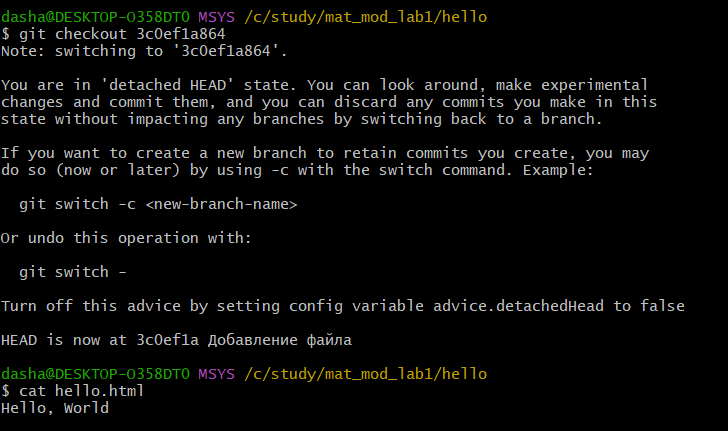 dasha@DESKTOP-O358DT0 MSYS /c/study/mat_mod_lab1/hello
$ git checkout 3c0ef1a864
Note: switching to '3c0ef1a864'.
You are in 'detached HEAD' state. You can look around, make experimental
changes and commit them, and you can discard any commits you make in this
state without impacting any branches by switching back to a branch.
If you want to create a new branch to retain commits you create, you may
do so (now or later) by using -c with the switch command. Example:
git switch -c <new-branch-name>
Or undo this operation with:
git switch -
Turn off this advice by setting config variable advice.detachedHead to false
HEAD is now at 3c0ef1a Добавление файла
dasha@DESKTOP-O358DT0 MSYS /c/study/mat_mod_lab1/hello
$ cat hello.html
Hello, World